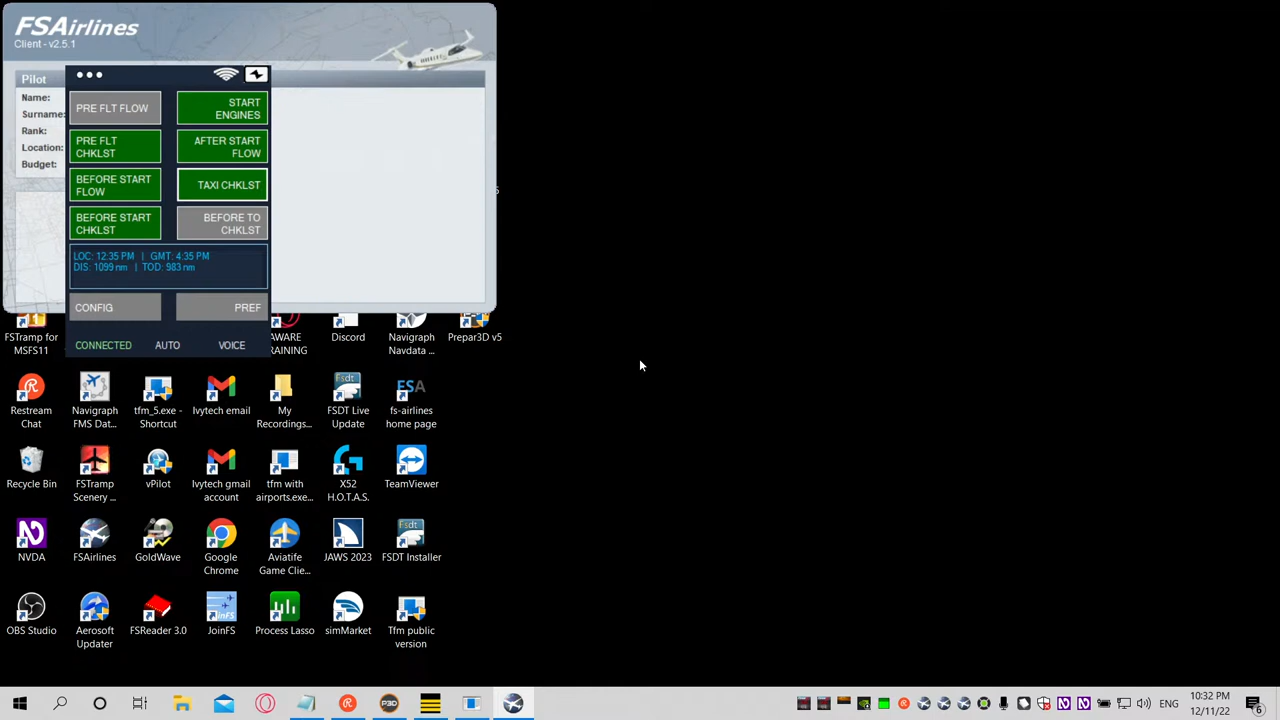 FSAirlines
Client - v2.5.1
Pilot
Name:
Surname:
Rank:
Location:
Budget:
PRE FLT FLOW
START
ENGINES
PRE FLT
CHKLST
AFTER START
FLOW
BEFORE START
FLOW
TAXI CHKLST
BEFORE START
CHKLST
BEFORE TO
CHKLST
LOC: 12:35 PM | GMT: 4:35 PM
DIS: 1099 nm | TOD: 983 nm
CONFIG
PREF
CONNECTED
AUTO
VOICE
FSTramp for
MSFS11
AWARE
RAINING
Discord
Navigraph
Navdata ...
Prepar3D v5
Restream
Chat
Navigraph
FMS Dat...
tfm_5.exe -
Shortcut
Ivytech email
My
Recordings...
FSDT Live
Update
fs-airlines
home page
Recycle Bin
FSTramp
Scenery ...
vPilot
Ivytech gmail
account
tfm with
airports.exe...
X52
H.O.T.A.S.
TeamViewer
NVDA
FSAirlines
GoldWave
Google
Chrome
Aviatife
Game Clie...
JAWS 2023
FSDT Installer
OBS Studio
Aerosoft
Updater
FSReader 3.0
JoinFS
Process Lasso
simMarket
Tfm public
version
ENG
10:32 PM
12/11/22
6